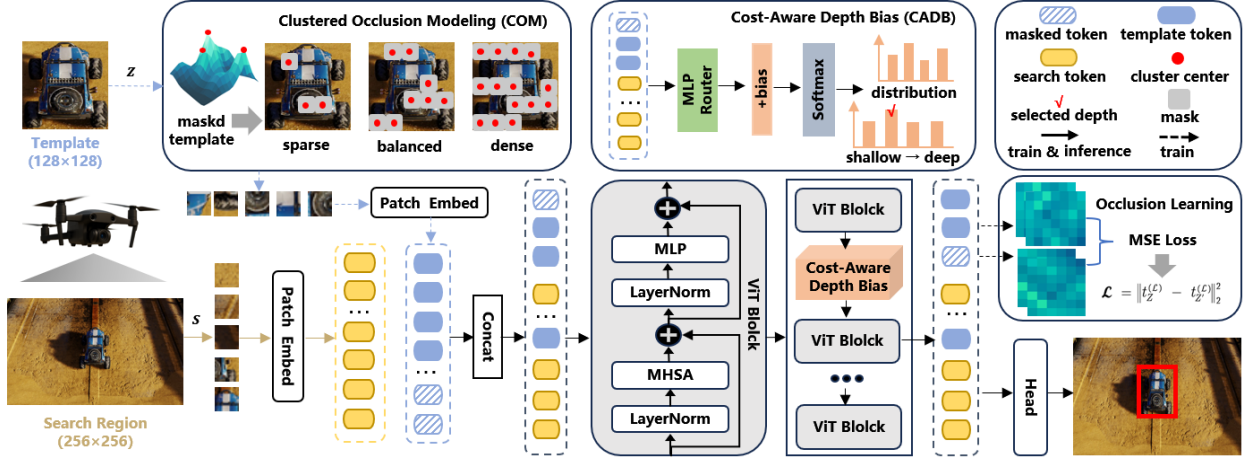 Clustered Occlusion Modeling (COM)
Z
maskd
template
sparse
balanced
dense
Template
(128×128)
Cost-Aware Depth Bias (CADB)
MLP
Router
+bias
Softmax
distribution
shallow → deep
masked token
template token
search token
cluster center
√
selected depth
mask
train & inference
train
Patch Embed
S
Patch
Embed
Search Region
(256×256)
Concat
MLP
LayerNorm
MHSA
LayerNorm
ViT Blolck
ViT Blolck
Cost-Aware
Depth Bias
ViT Blolck
ViT Blolck
Occlusion Learning
MSE Loss
𝓛 = ‖t_Z^{(𝓛)} − t_{Z'}^{(𝓛)}‖_2^2
Head